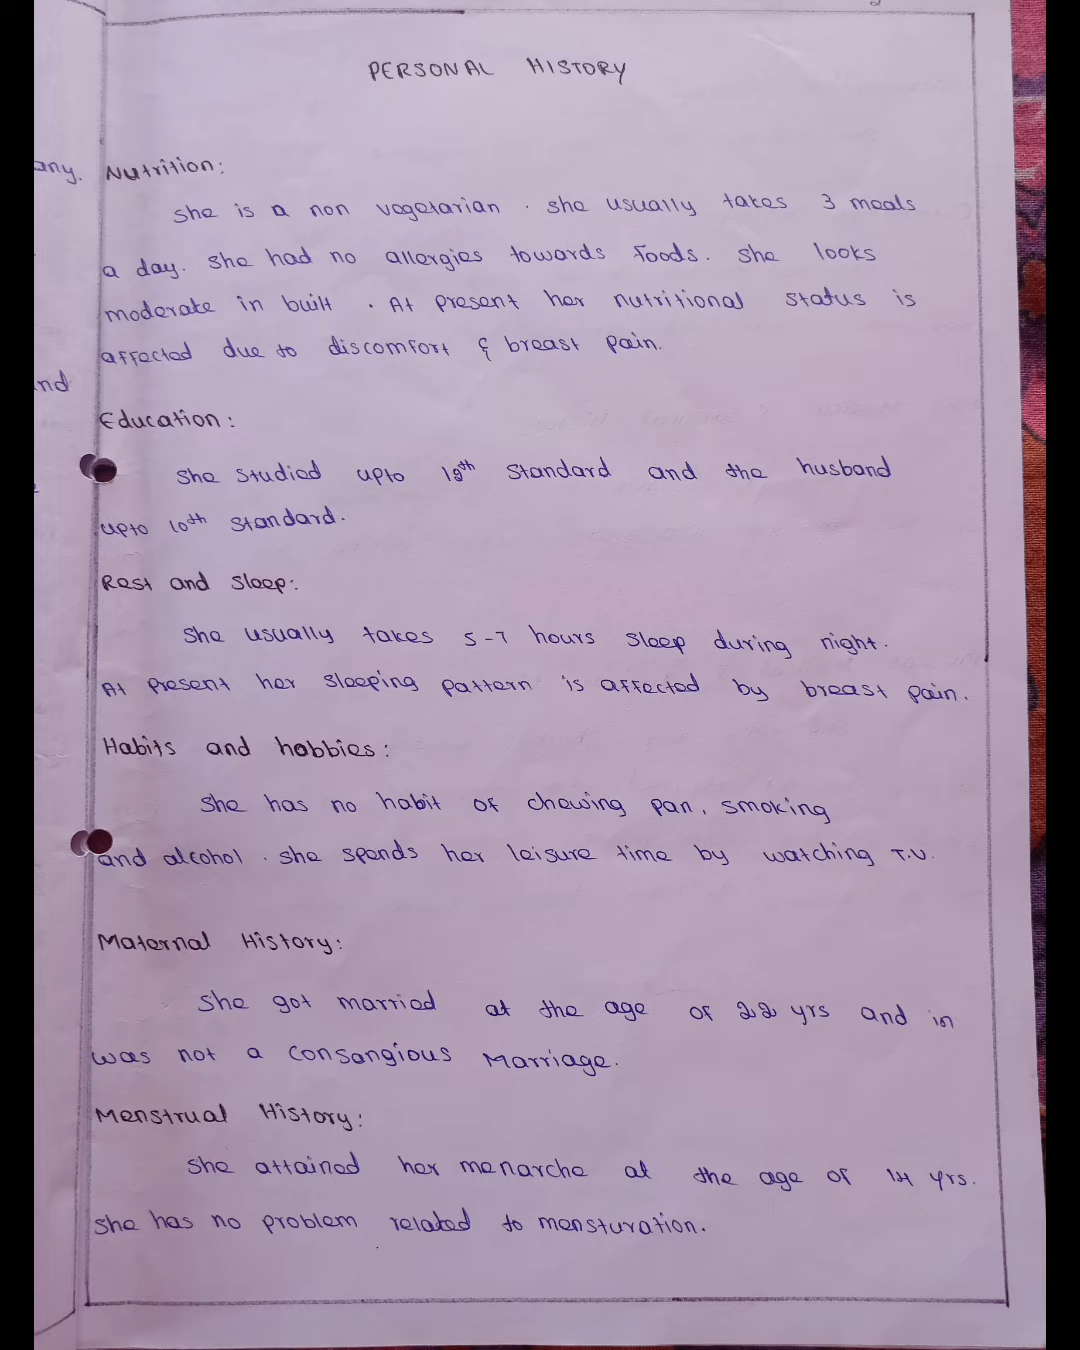 PERSONAL HISTORY
any.
Nutrition:
She is a non vegetarian. She usually takes 3 meals
a day. She had no allergies towards foods. She looks
moderate in built. At present her nutritional status is
affected due to discomfort & breast pain.
nd
Education:
She studied upto standard and the husband
upto 10th standard.
Rest and Sleep:
She usually takes 5-7 hours sleep during night.
At present her sleeping pattern is affected by breast pain.
Habits and hobbies:
She has no habit of chewing pan, smoking
and alcohol. She spends her leisure time by watching T.V.
Maternal History:
She got married at the age of 22 yrs and in
was not a consangious Marriage.
Menstrual History:
She attained her menarche at the age of 14 yrs.
She has no problem related to mensturation.